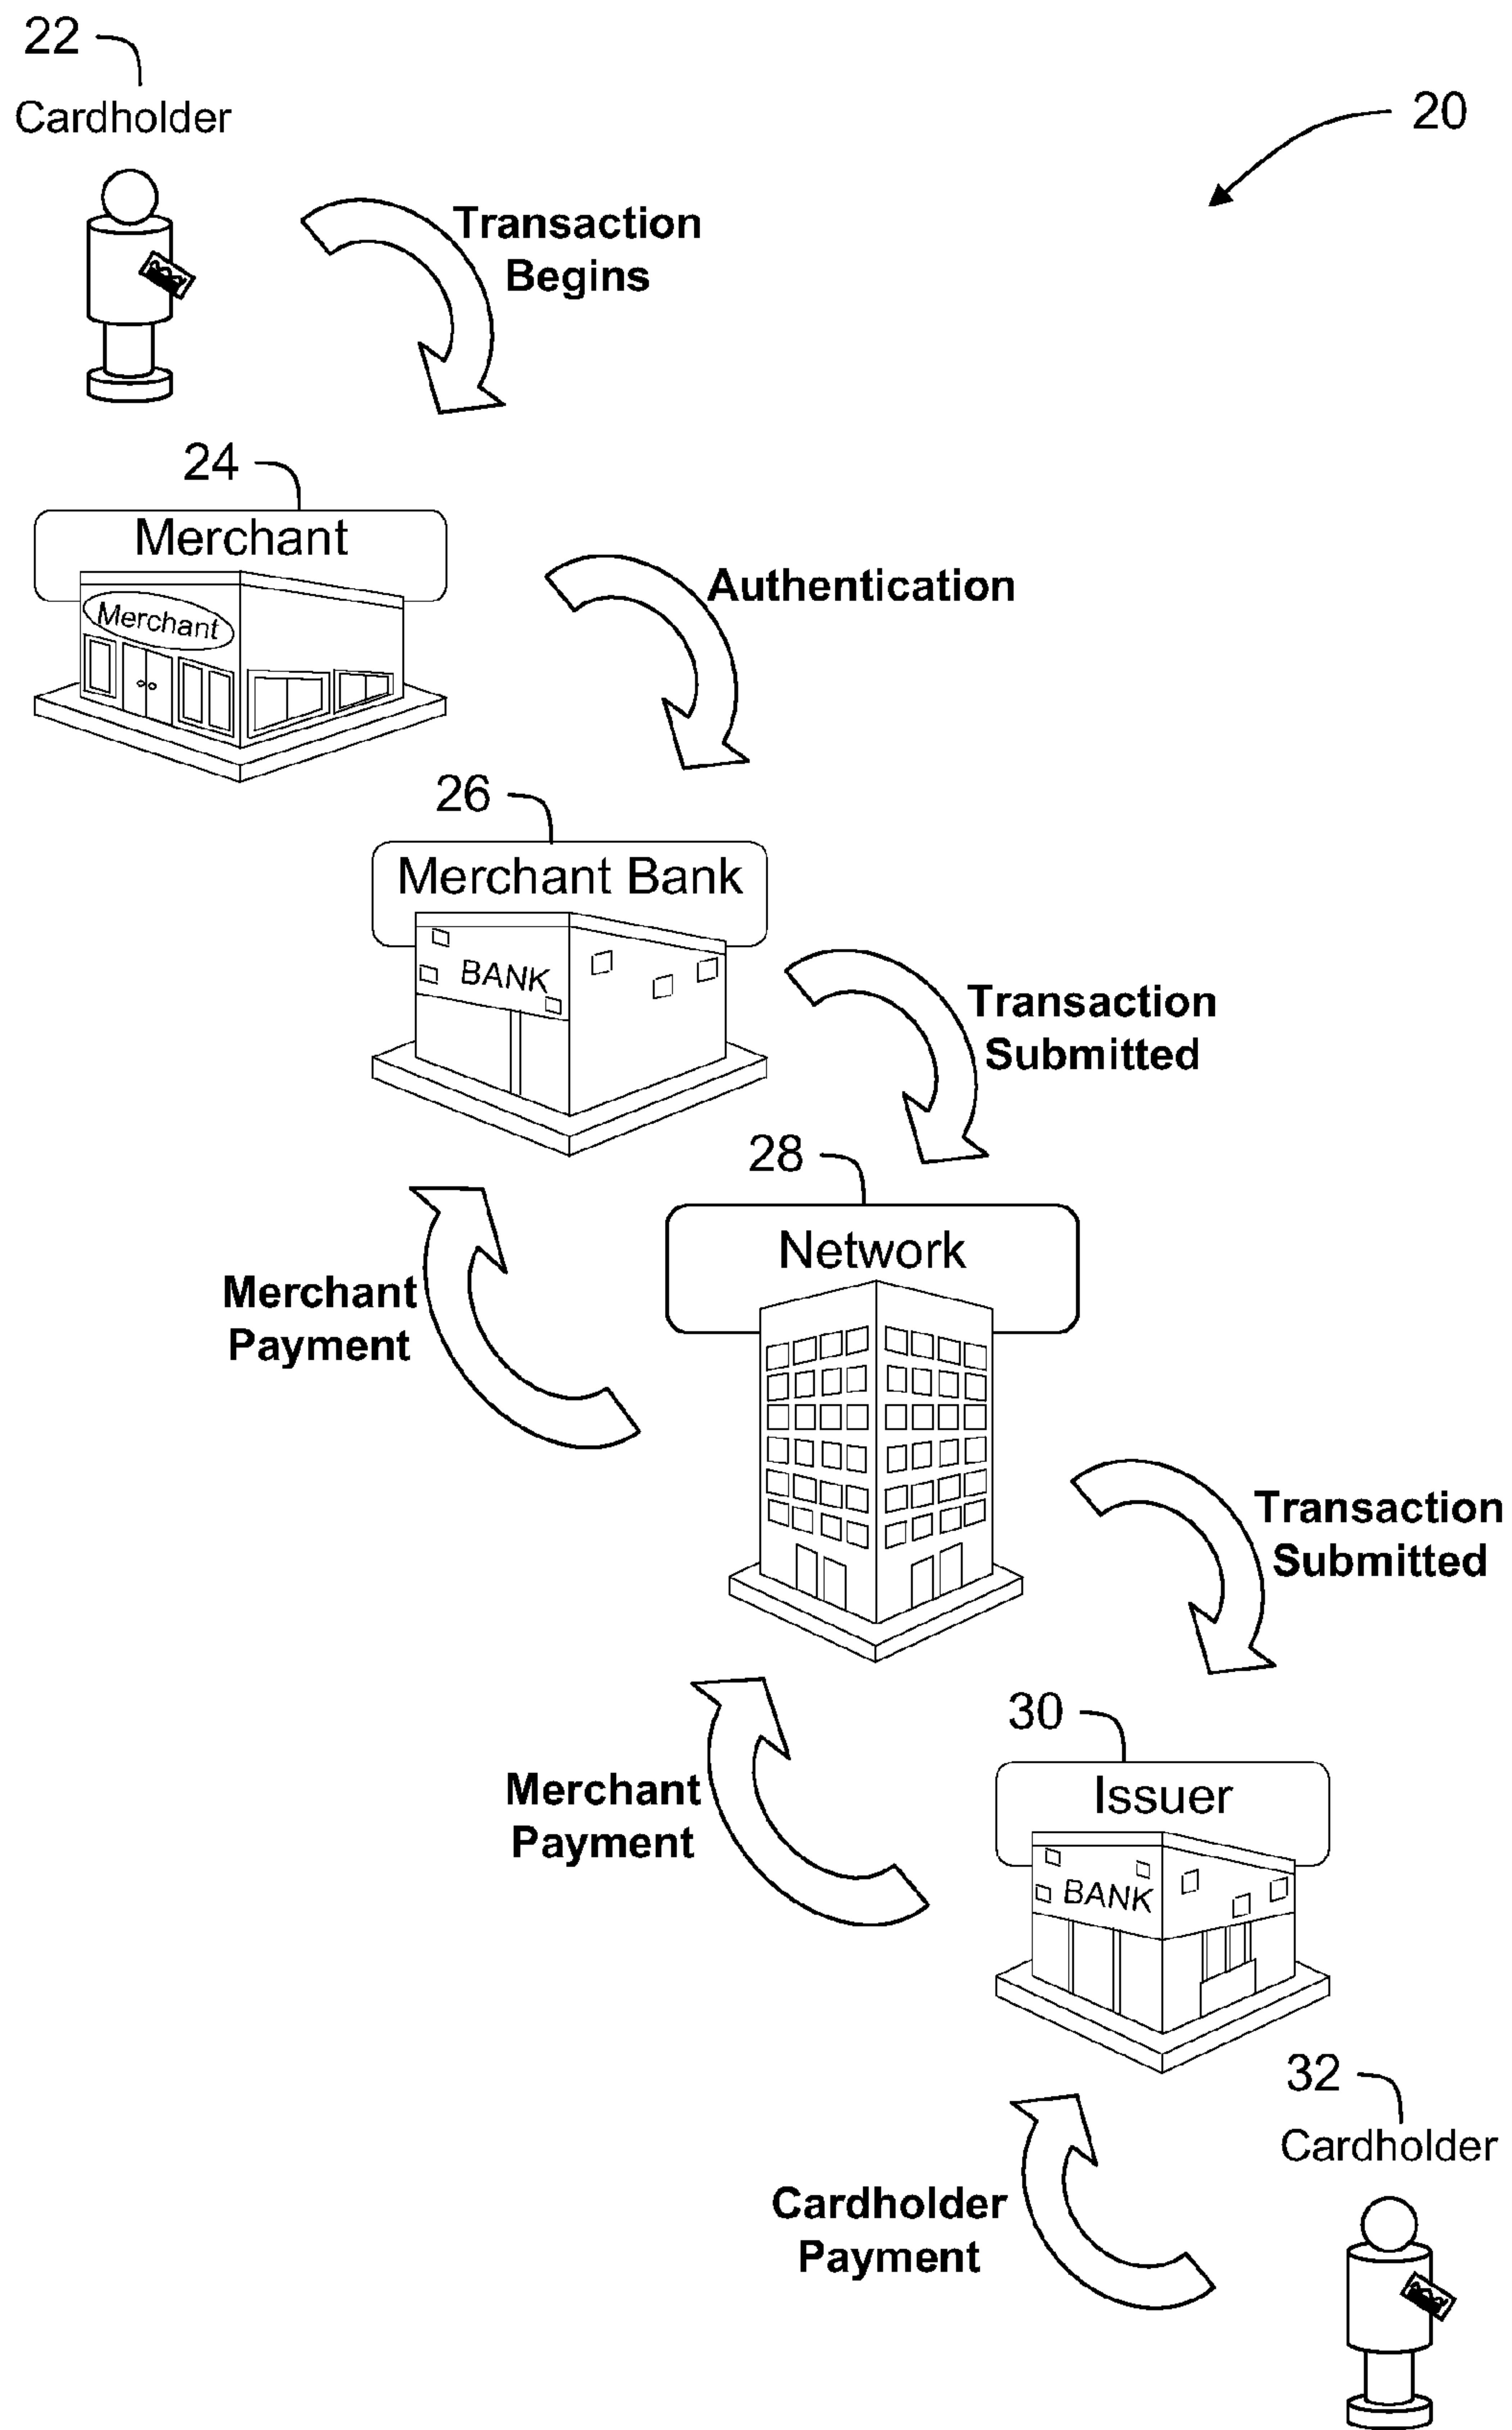 22
Cardholder
20
Transaction
Begins
24
Merchant
Merchant
Authentication
26
Merchant Bank
BANK
Transaction
Submitted
28
Network
Merchant
Payment
Transaction
Submitted
30
Issuer
BANK
Merchant
Payment
32
Cardholder
Cardholder
Payment